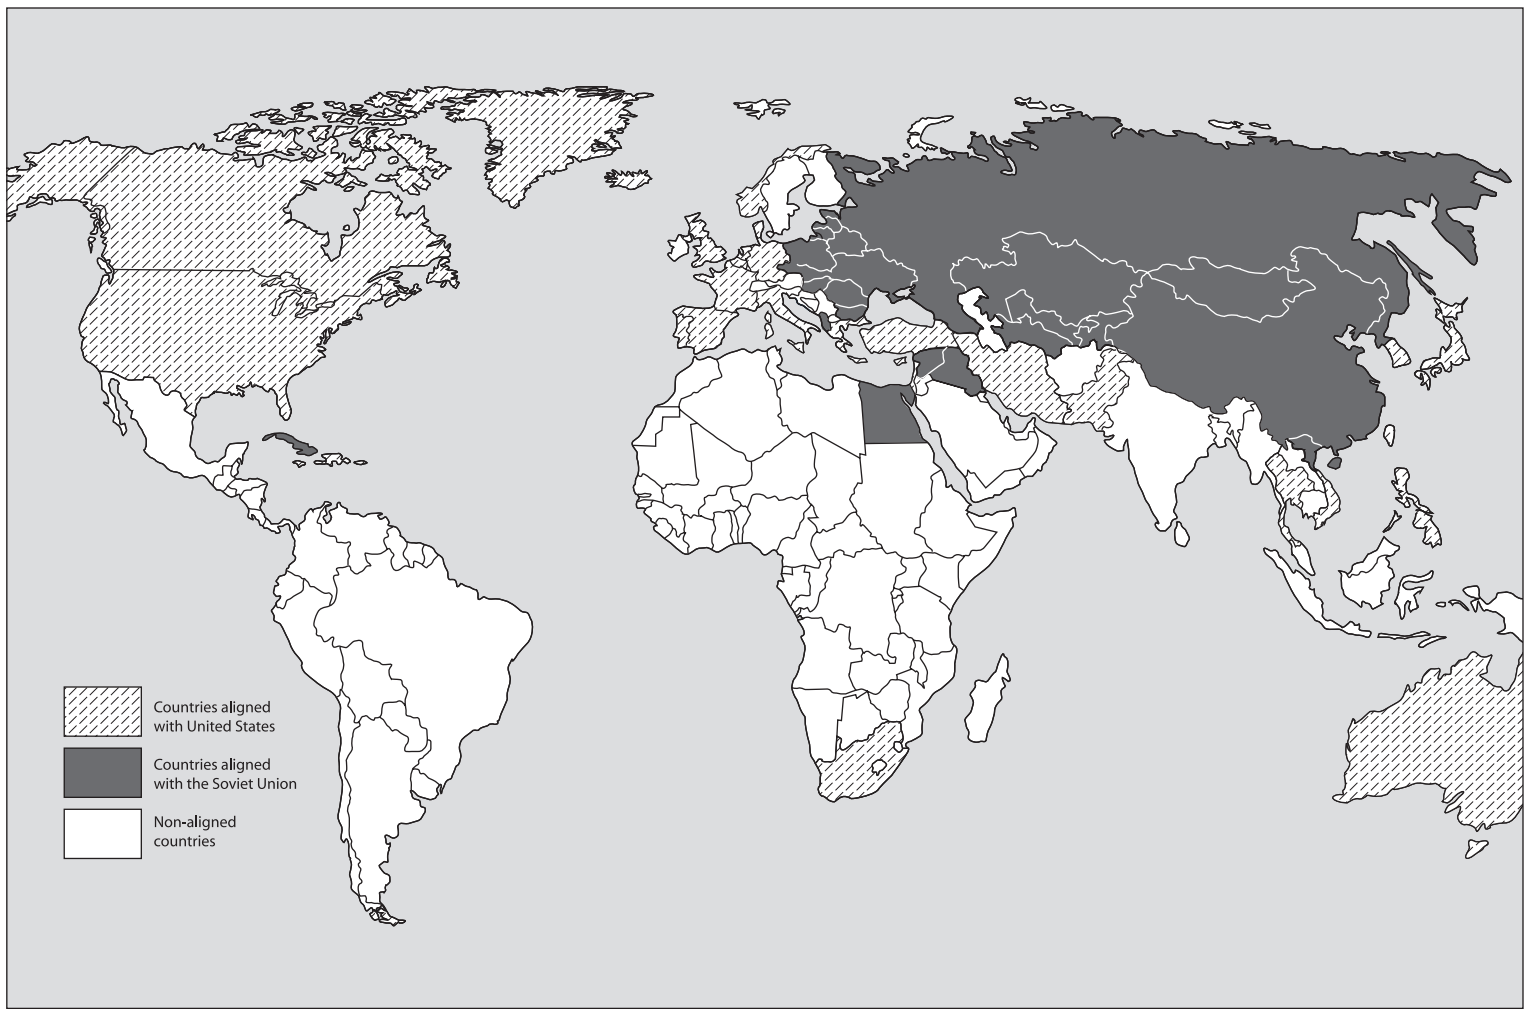 Countries aligned
with United States
Countries aligned
with the Soviet Union
Non-aligned
countries